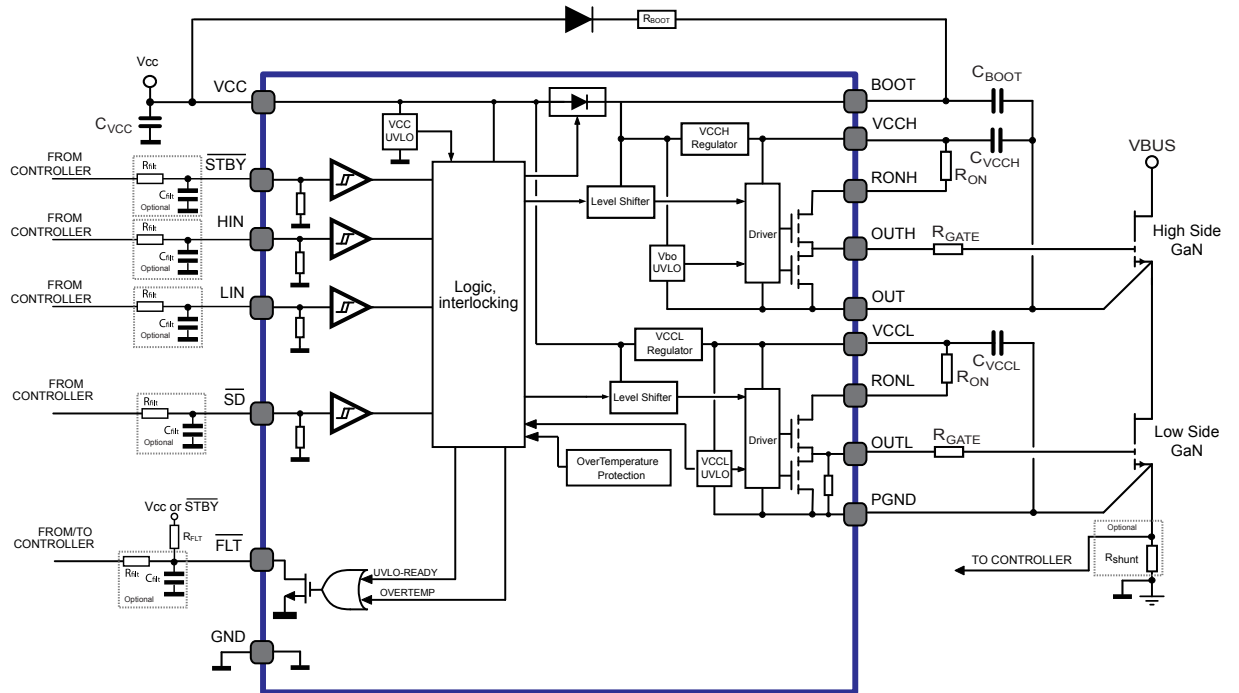 RBOOT
Vcc
VCC
CVCC
BOOT
CBOOT
VCC
UVLO
VCCH
Regulator
VCCH
CVCCH
VBUS
FROM
CONTROLLER
Rfilt
Cfilt
Optional
STBY
RONH
RON
Level Shifter
FROM
CONTROLLER
Rfilt
Cfilt
Optional
HIN
Driver
OUTH
RGATE
High Side
GaN
Vbo
UVLO
Logic,
interlocking
FROM
CONTROLLER
Rfilt
Cfilt
Optional
LIN
OUT
VCCL
Regulator
VCCL
CVCCL
RON
FROM
CONTROLLER
Rfilt
Cfilt
Optional
SD
Level Shifter
RONL
Driver
OUTL
RGATE
Low Side
GaN
OverTemperature
Protection
VCCL
UVLO
PGND
Vcc or STBY
RFLT
FROM/TO
CONTROLLER
Rfilt
Cfilt
Optional
FLT
UVLO-READY
OVERTEMP
TO CONTROLLER
Optional
Rshunt
GND